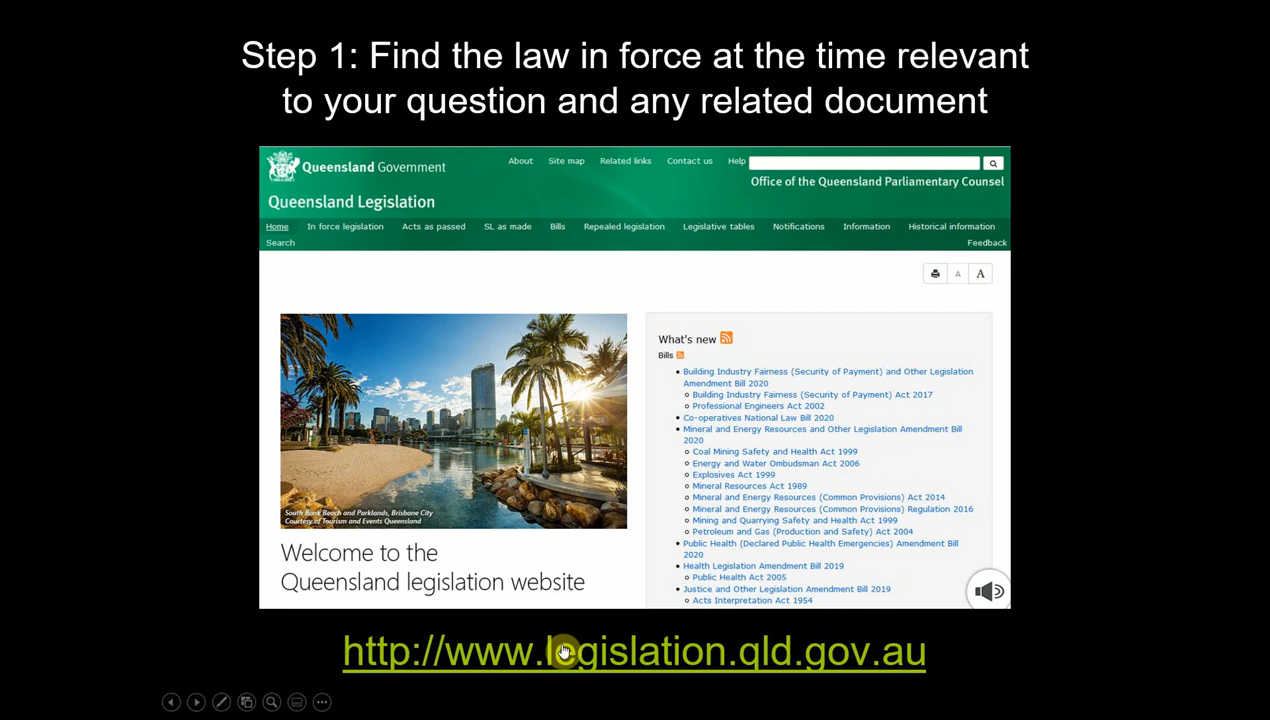 Step 1: Find the law in force at the time relevant
to your question and any related document
Queensland Government
About Site map Related links Contact us Help
Office of the Queensland Parliamentary Counsel
Queensland Legislation
Home In force legislation Acts as passed SL as made Bills Repealed legislation Legislative tables Notifications Information Historical information
Search Feedback
A A
South Bank Beach and Parklands, Brisbane City
Courtesy of Tourism and Events Queensland
Welcome to the
Queensland legislation website
What's new
Bills
Building Industry Fairness (Security of Payment) and Other Legislation
Amendment Bill 2020
Building Industry Fairness (Security of Payment) Act 2017
Professional Engineers Act 2002
Co-operatives National Law Bill 2020
Mineral and Energy Resources and Other Legislation Amendment Bill
2020
Coal Mining Safety and Health Act 1999
Energy and Water Ombudsman Act 2006
Explosives Act 1999
Mineral Resources Act 1989
Mineral and Energy Resources (Common Provisions) Act 2014
Mineral and Energy Resources (Common Provisions) Regulation 2016
Mining and Quarrying Safety and Health Act 1999
Petroleum and Gas (Production and Safety) Act 2004
Public Health (Declared Public Health Emergencies) Amendment Bill
2020
Health Legislation Amendment Bill 2019
Public Health Act 2005
Justice and Other Legislation Amendment Bill 2019
Acts Interpretation Act 1954
http://www.legislation.qld.gov.au